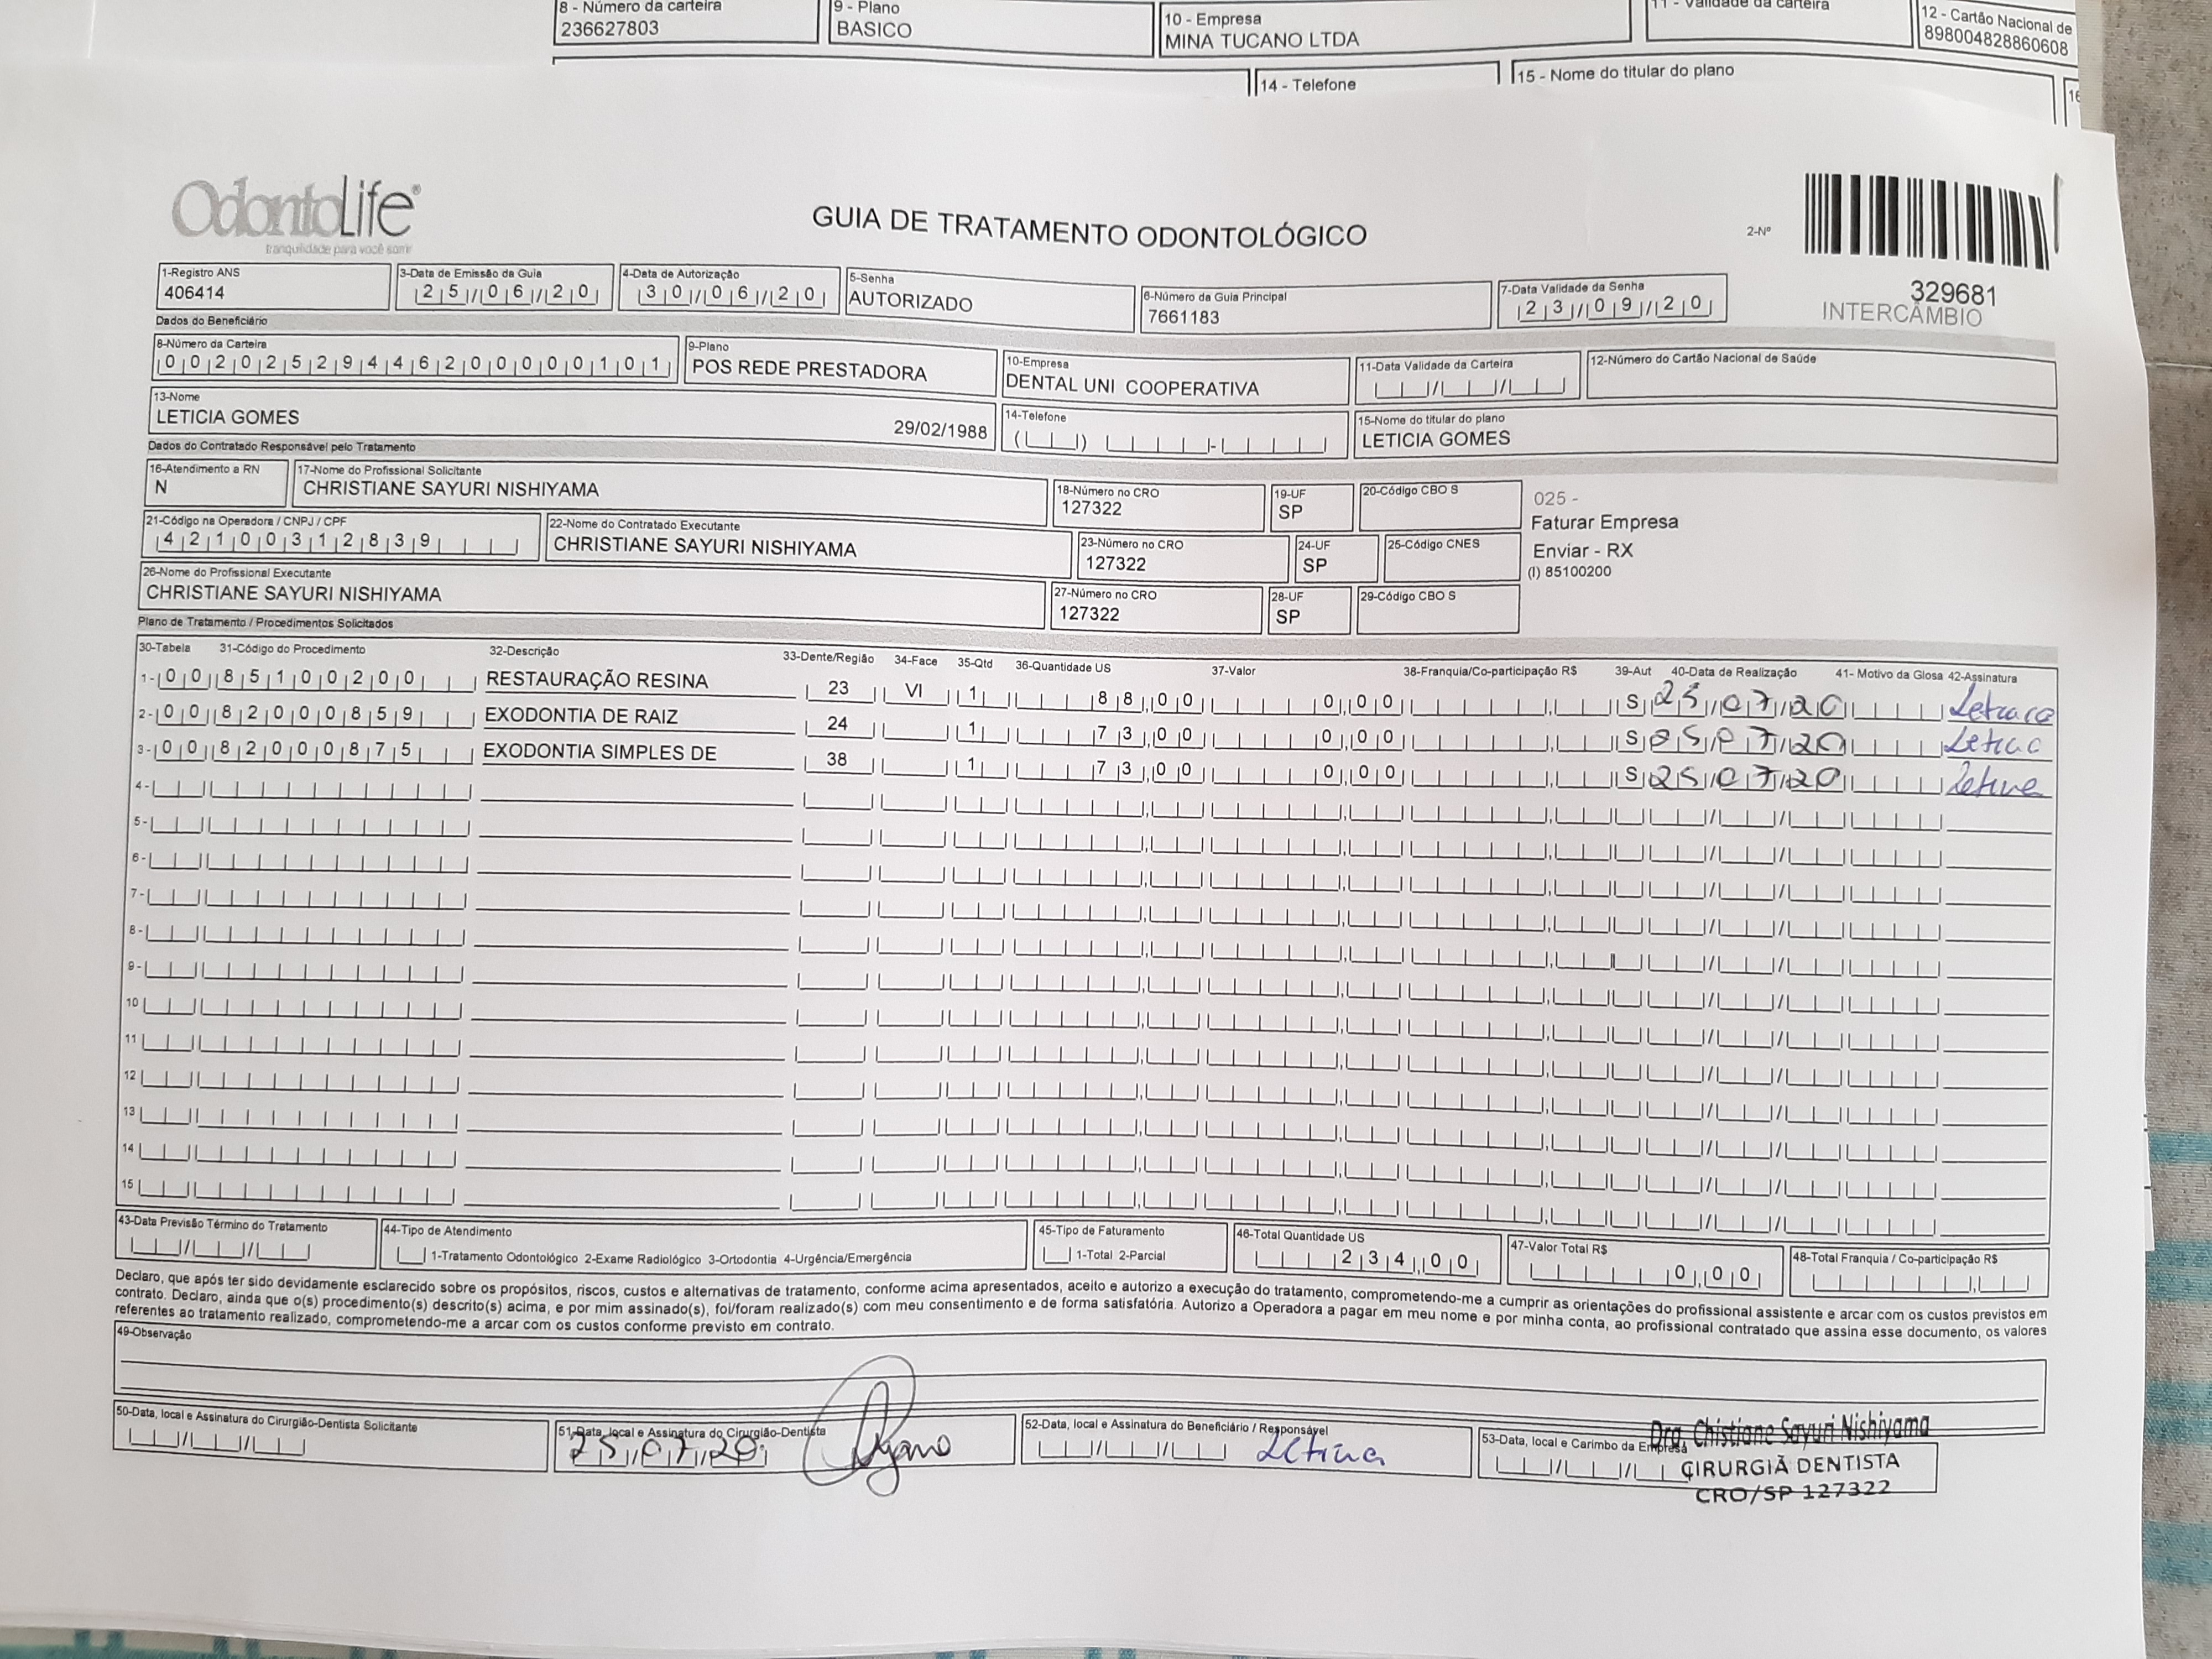 8 - Número da carteira
236627803
9 - Plano
BASICO
10 - Empresa
MINA TUCANO LTDA
11 - Validade da carteira
12 - Cartão Nacional de
898004828860608
14 - Telefone
15 - Nome do titular do plano
16
OdontoLife®
tranquilidade para você sorrir
GUIA DE TRATAMENTO ODONTOLÓGICO
2-Nº
329681
INTERCÂMBIO
1-Registro ANS
406414
3-Data de Emissão da Guia
25/06/20
4-Data de Autorização
30/06/20
5-Senha
AUTORIZADO
6-Número da Guia Principal
7661183
7-Data Validade da Senha
23/09/20
Dados do Beneficiário
8-Número da Carteira
00202529446200000101
9-Plano
POS REDE PRESTADORA
10-Empresa
DENTAL UNI COOPERATIVA
11-Data Validade da Carteira
12-Número do Cartão Nacional de Saúde
13-Nome
LETICIA GOMES 29/02/1988
14-Telefone
15-Nome do titular do plano
LETICIA GOMES
Dados do Contratado Responsável pelo Tratamento
16-Atendimento a RN
N
17-Nome do Profissional Solicitante
CHRISTIANE SAYURI NISHIYAMA
18-Número no CRO
127322
19-UF
SP
20-Código CBO S
025 -
Faturar Empresa
Enviar - RX
(I) 85100200
21-Código na Operadora / CNPJ / CPF
42100312839
22-Nome do Contratado Executante
CHRISTIANE SAYURI NISHIYAMA
23-Número no CRO
127322
24-UF
SP
25-Código CNES
26-Nome do Profissional Executante
CHRISTIANE SAYURI NISHIYAMA
27-Número no CRO
127322
28-UF
SP
29-Código CBO S
Plano de Tratamento / Procedimentos Solicitados
30-Tabela 31-Código do Procedimento 32-Descrição 33-Dente/Região 34-Face 35-Qtd 36-Quantidade US 37-Valor 38-Franquia/Co-participação R$ 39-Aut 40-Data de Realização 41- Motivo da Glosa 42-Assinatura
1- 00 85100200 RESTAURAÇÃO RESINA 23 VI 1 88,00 0,00 S 25/07/20
2- 00 82000859 EXODONTIA DE RAIZ 24 1 73,00 0,00 S 25/07/20
3- 00 82000875 EXODONTIA SIMPLES DE 38 1 73,00 0,00 S 25/07/20
4-
5-
6-
7-
8-
9-
10
11
12
13
14
15
43-Data Previsão Término do Tratamento
44-Tipo de Atendimento
1-Tratamento Odontológico 2-Exame Radiológico 3-Ortodontia 4-Urgência/Emergência
45-Tipo de Faturamento
1-Total 2-Parcial
46-Total Quantidade US
234,00
47-Valor Total R$
0,00
48-Total Franquia / Co-participação R$
Declaro, que após ter sido devidamente esclarecido sobre os propósitos, riscos, custos e alternativas de tratamento, conforme acima apresentados, aceito e autorizo a execução do tratamento, comprometendo-me a cumprir as orientações do profissional assistente e arcar com os custos previstos em
contrato. Declaro, ainda que o(s) procedimento(s) descrito(s) acima, e por mim assinado(s), foi/foram realizado(s) com meu consentimento e de forma satisfatória. Autorizo a Operadora a pagar em meu nome e por minha conta, ao profissional contratado que assina esse documento, os valores
referentes ao tratamento realizado, comprometendo-me a arcar com os custos conforme previsto em contrato.
49-Observação
50-Data, local e Assinatura do Cirurgião-Dentista Solicitante
51-Data, local e Assinatura do Cirurgião-Dentista
25/07/20
52-Data, local e Assinatura do Beneficiário / Responsável
53-Data, local e Carimbo da Empresa
Dra. Chistiane Sayuri Nishiyama
CIRURGIÃ DENTISTA
CRO/SP 127322